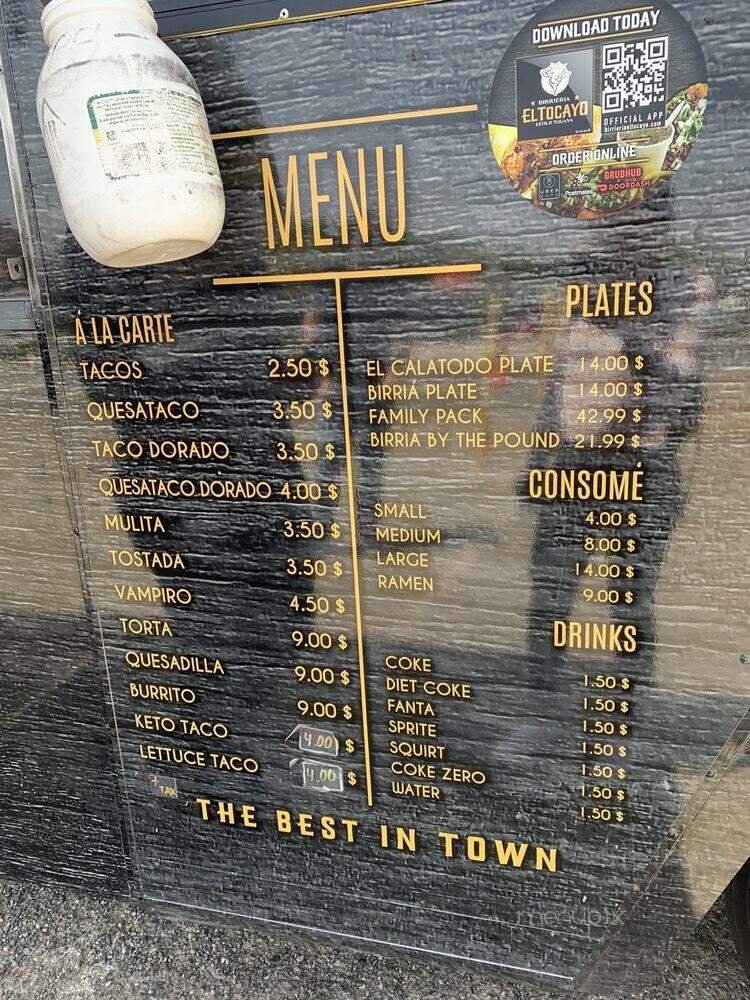 DOWNLOAD TODAY
BIRRIERIA
ELTOCAYO
ESTILO TIJUANA
OFFICIAL APP
birrieriaeltocayo.com
ORDER ONLINE
UBER
Postmates
GRUBHUB
DOORDASH
MENU
Á LA CARTE
TACOS 2.50 $
QUESATACO 3.50 $
TACO DORADO 3.50 $
QUESATACO DORADO 4.00 $
MULITA 3.50 $
TOSTADA 3.50 $
VAMPIRO 4.50 $
TORTA 9.00 $
QUESADILLA 9.00 $
BURRITO 9.00 $
KETO TACO 4.00 $
LETTUCE TACO 4.00 $
+ TAX
PLATES
EL CALATODO PLATE 14.00 $
BIRRIA PLATE 14.00 $
FAMILY PACK 42.99 $
BIRRIA BY THE POUND 21.99 $
CONSOMÉ
SMALL 4.00 $
MEDIUM 8.00 $
LARGE 14.00 $
RAMEN 9.00 $
DRINKS
COKE 1.50 $
DIET COKE 1.50 $
FANTA 1.50 $
SPRITE 1.50 $
SQUIRT 1.50 $
COKE ZERO 1.50 $
WATER 1.50 $
THE BEST IN TOWN
menupix